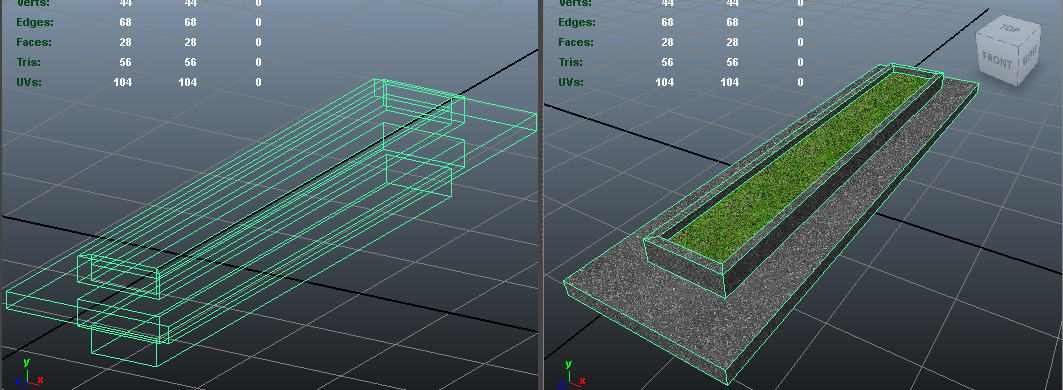 Verts: 44 44 0
Edges: 68 68 0
Faces: 28 28 0
Tris: 56 56 0
UVs: 104 104 0
y
x
Verts: 44 44 0
Edges: 68 68 0
Faces: 28 28 0
Tris: 56 56 0
UVs: 104 104 0
TOP
FRONT
y
x